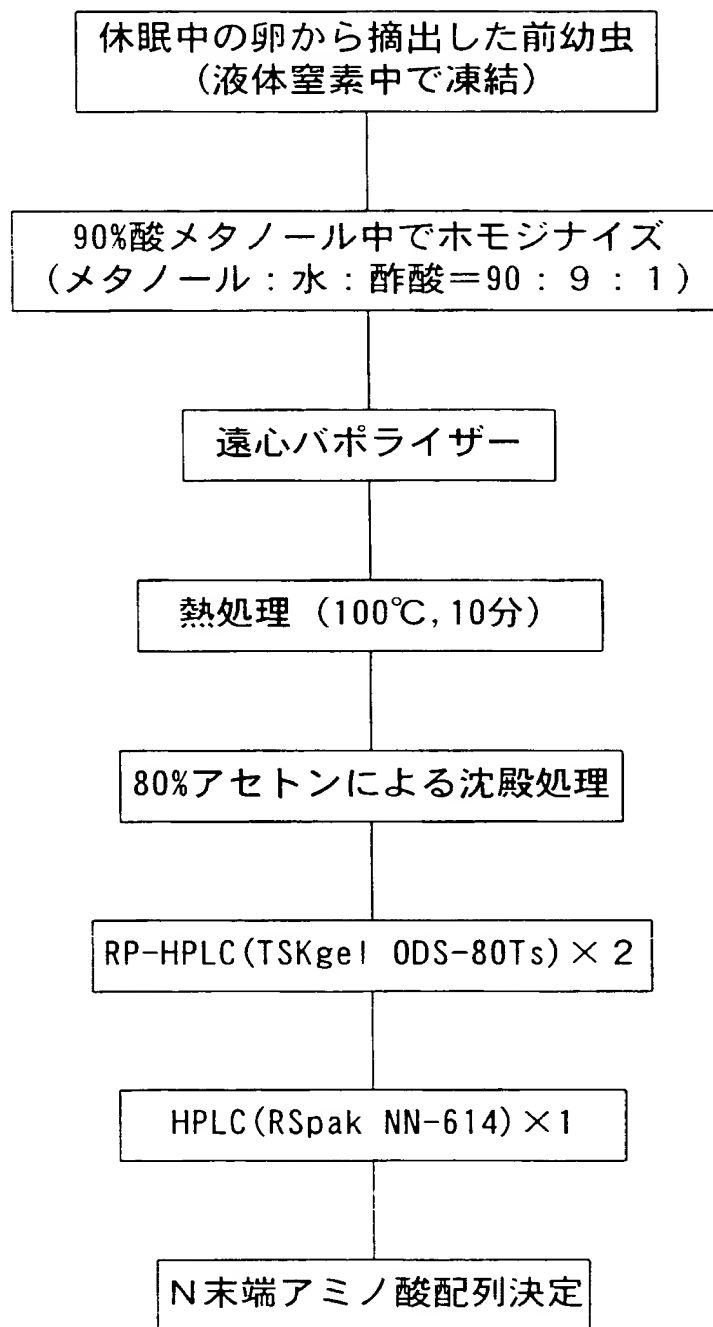 休眠中の卵から摘出した前幼虫
(液体窒素中で凍結)
90%酸メタノール中でホモジナイズ
(メタノール:水:酢酸=90:9:1)
遠心バポライザー
熱処理 (100℃,10分)
80%アセトンによる沈殿処理
RP-HPLC(TSKgel ODS-80Ts)×2
HPLC(RSpak NN-614)×1
N末端アミノ酸配列決定